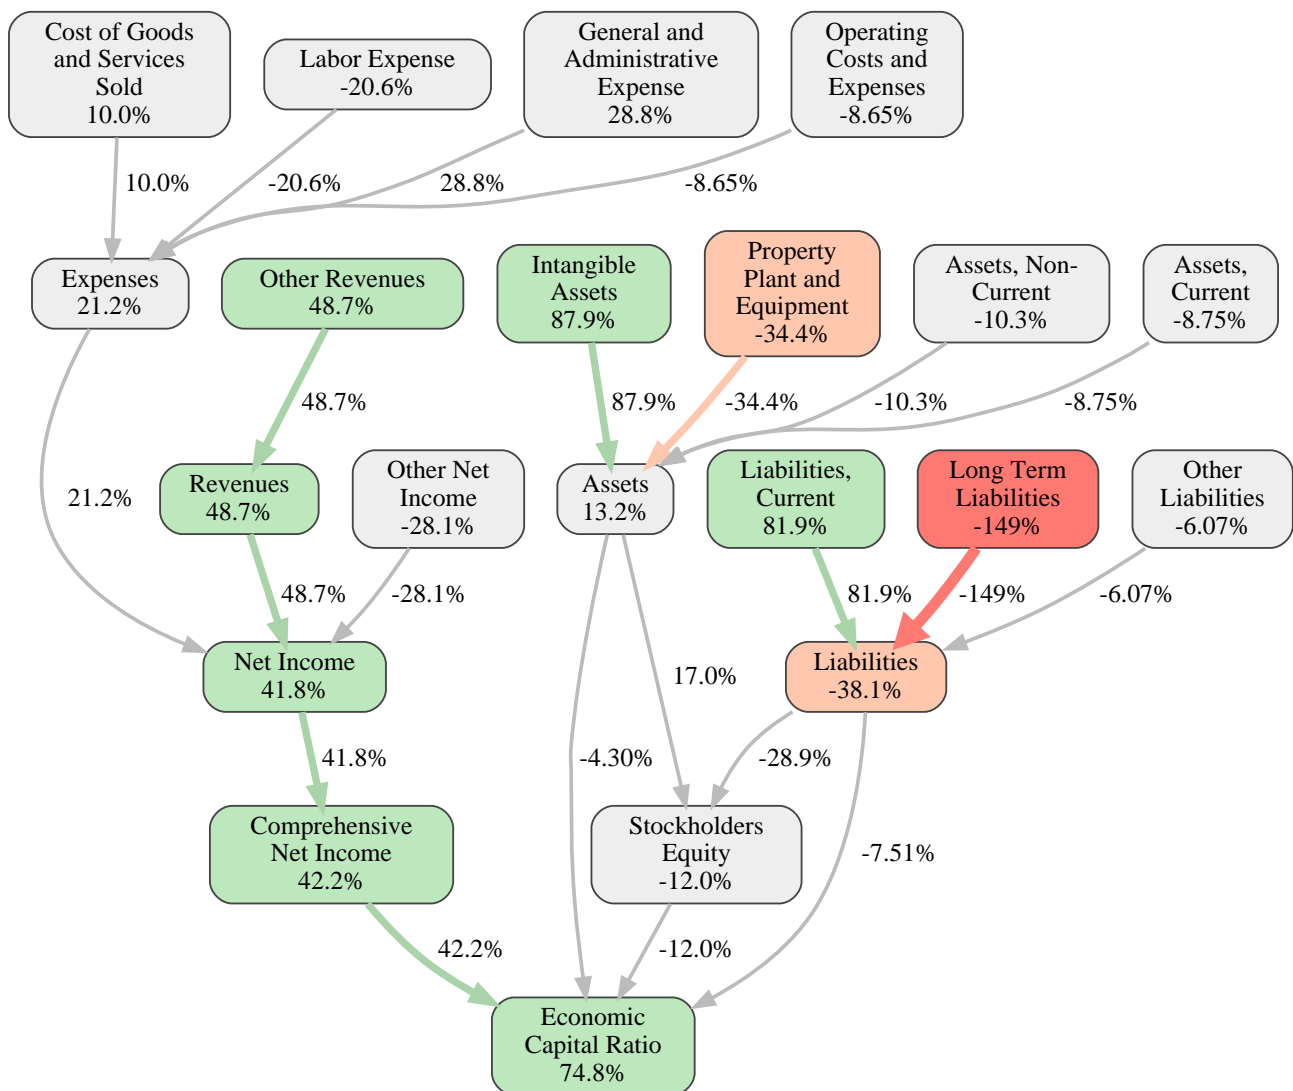 Cost of Goods
and Services
Sold
10.0%
Labor Expense
-20.6%
General and
Administrative
Expense
28.8%
Operating
Costs and
Expenses
-8.65%
10.0%
-20.6%
28.8%
-8.65%
Expenses
21.2%
Other Revenues
48.7%
Intangible
Assets
87.9%
Property
Plant and
Equipment
-34.4%
Assets, Non-
Current
-10.3%
Assets,
Current
-8.75%
48.7%
87.9%
-34.4%
-10.3%
-8.75%
21.2%
Revenues
48.7%
Other Net
Income
-28.1%
Assets
13.2%
Liabilities,
Current
81.9%
Long Term
Liabilities
-149%
Other
Liabilities
-6.07%
48.7%
-28.1%
81.9%
-149%
-6.07%
Net Income
41.8%
17.0%
Liabilities
-38.1%
41.8%
-4.30%
-28.9%
-7.51%
Comprehensive
Net Income
42.2%
Stockholders
Equity
-12.0%
42.2%
-12.0%
Economic
Capital Ratio
74.8%